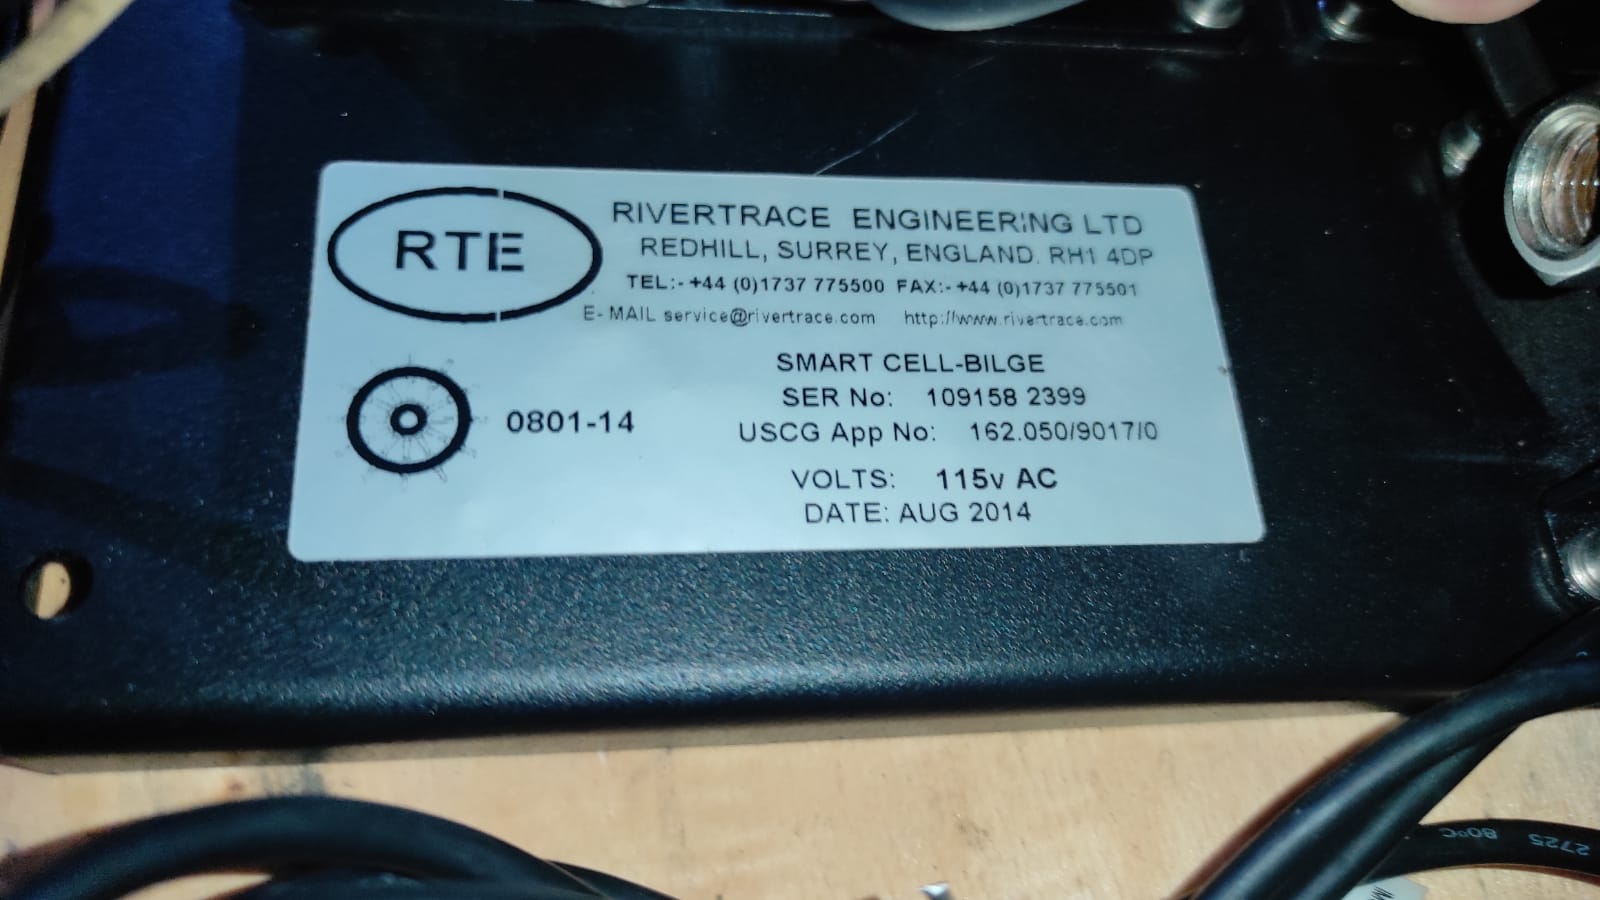 RTE
RIVERTRACE ENGINEERING LTD
REDHILL, SURREY, ENGLAND. RH1 4DP
TEL:- +44 (0)1737 775500 FAX:- +44 (0)1737 775501
E- MAIL service@rivertrace.com http://www.rivertrace.com
SMART CELL-BILGE
SER No: 109158 2399
0801-14
USCG App No: 162.050/9017/0
VOLTS: 115v AC
DATE: AUG 2014
2725 80°C